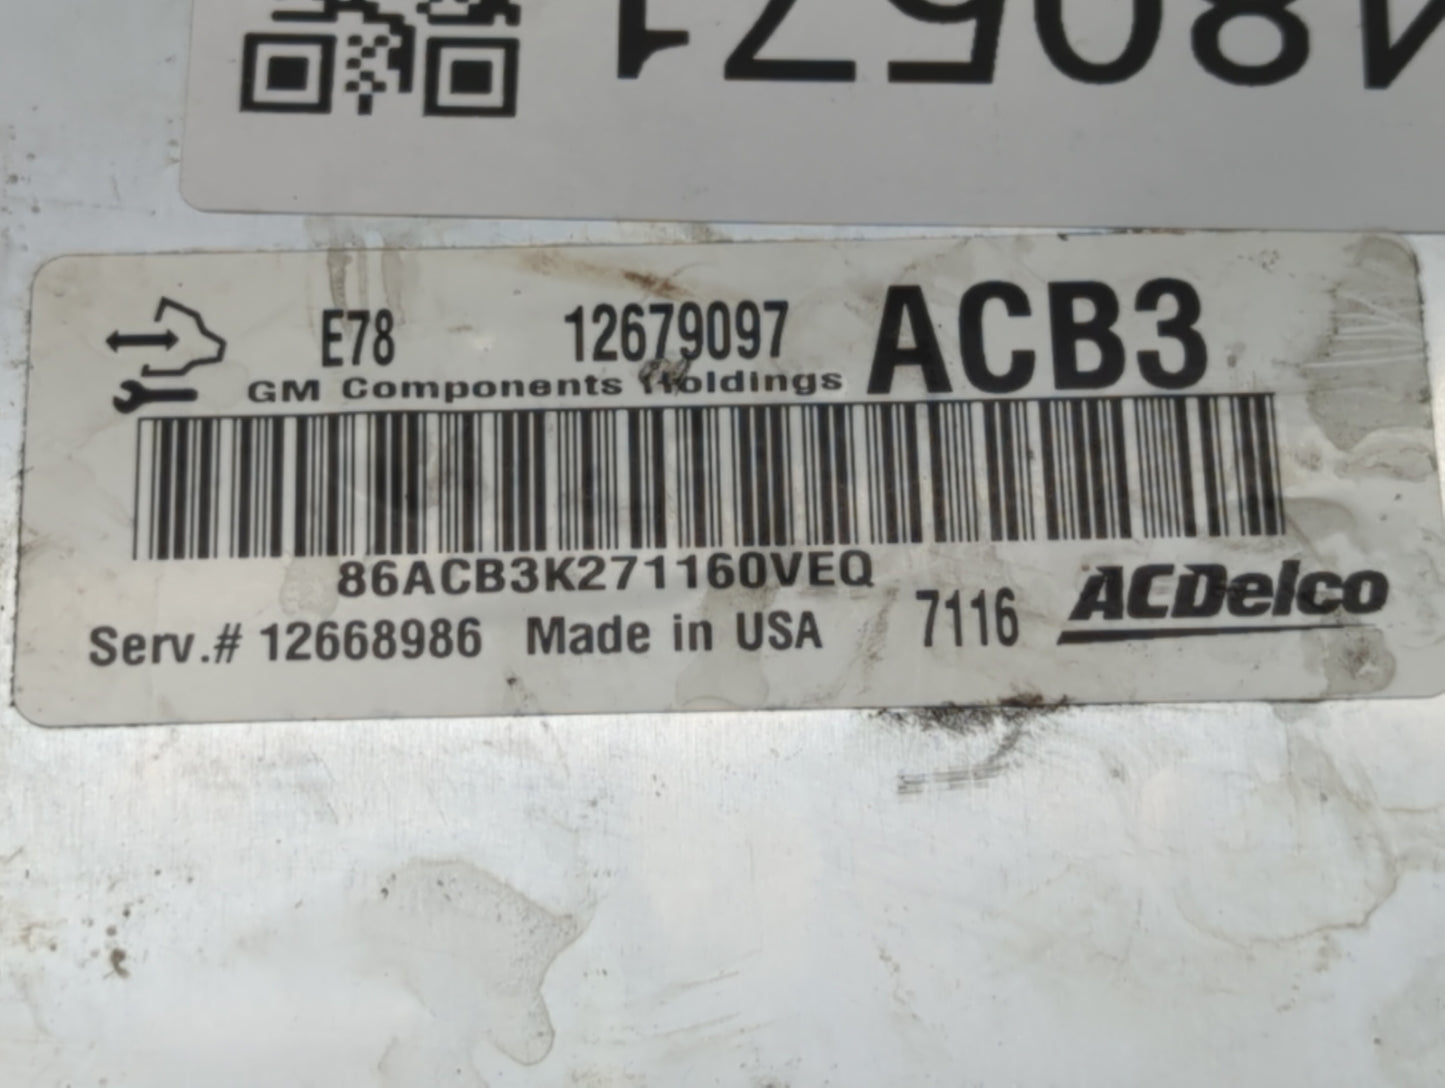 E78 12679097 ACB3
GM Components Holdings
86ACB3K271160VEQ
Serv.# 12668986 Made in USA 7116 ACDelco